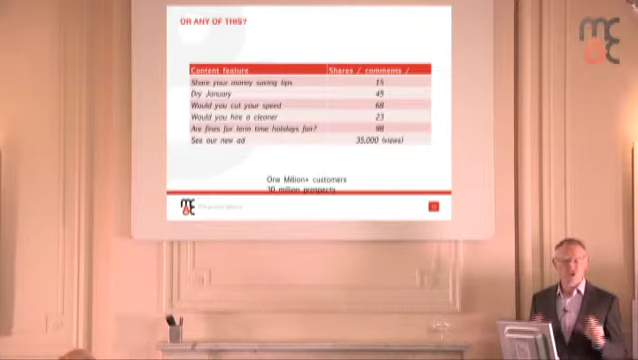 OR ANY OF THIS?
Content feature Shares / comments /
Share your money saving tips 15
Dry January 45
Would you cut your speed 68
Would you hire a cleaner 23
Are fines for term time holidays fair? 98
See our new ad 35,000 (views)
One Million+ customers
10 million prospects
mc&c
mc&c